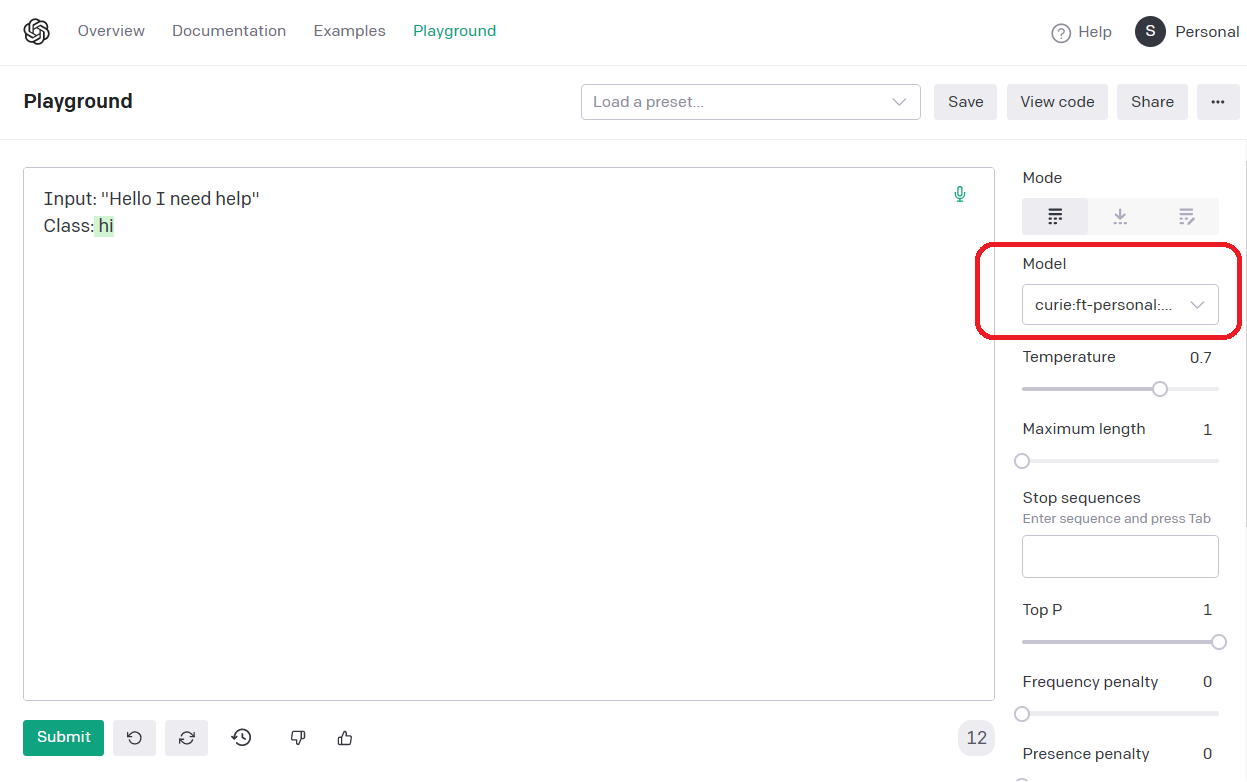 Overview Documentation Examples Playground Help S Personal
Playground Load a preset... Save View code Share ...
Input: "Hello I need help"
Class: hi
Mode
Model
curie:ft-personal:...
Temperature 0.7
Maximum length 1
Stop sequences
Enter sequence and press Tab
Top P 1
Frequency penalty 0
Presence penalty 0
Submit 12